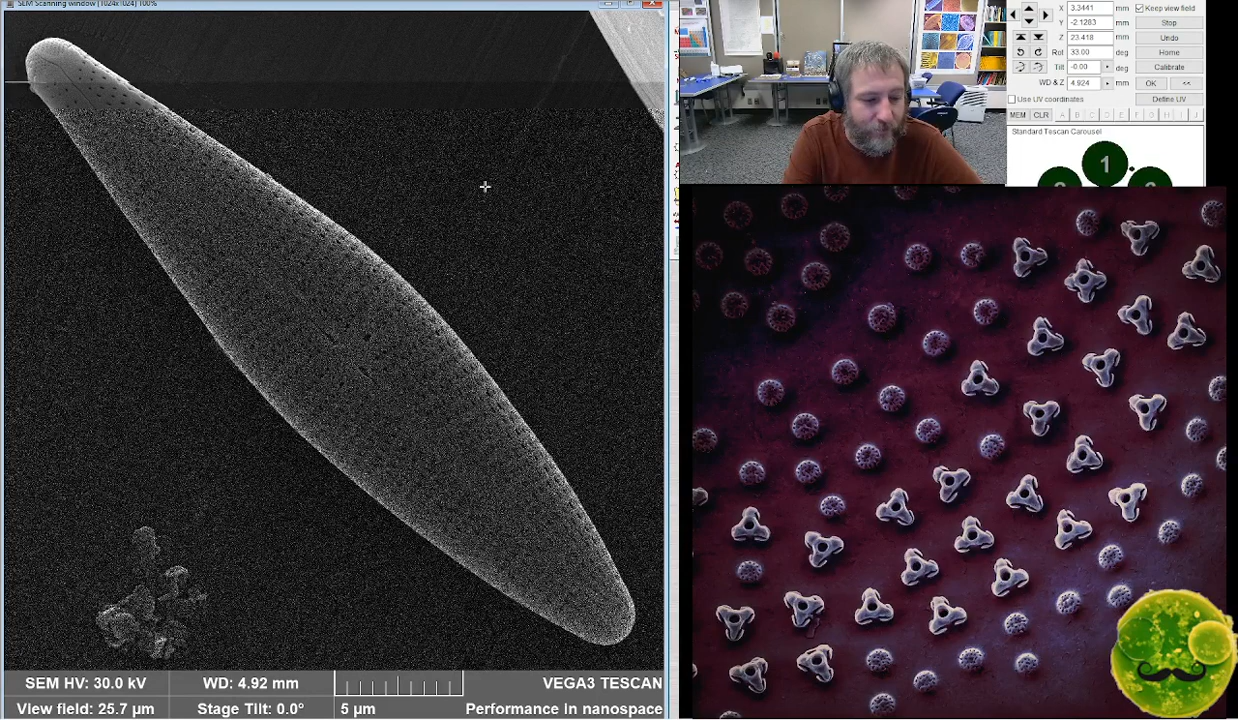 SEM Scanning window [1024x1024] 100%
SEM HV: 30.0 kV
WD: 4.92 mm
VEGA3 TESCAN
View field: 25.7 µm
Stage Tilt: 0.0°
5 µm
Performance in nanospace
X 3.3441 mm Keep view field
Y -2.1283 mm Stop
Z 23.418 mm Undo
Rot 33.00 deg Home
Tilt -0.00 deg Calibrate
WD & Z 4.924 mm OK <<
Use UV coordinates Define UV
MEM CLR A B C D E F G H I J
Standard Tescan Carousel
1